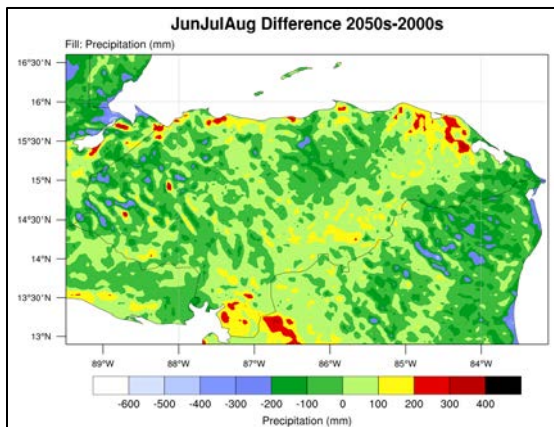 JunJulAug Difference 2050s-2000s
Fill: Precipitation (mm)
16°30'N
16°N
15°30'N
15°N
14°30'N
14°N
13°30'N
13°N
89°W 88°W 87°W 86°W 85°W 84°W
-600 -500 -400 -300 -200 -100 0 100 200 300 400
Precipitation (mm)